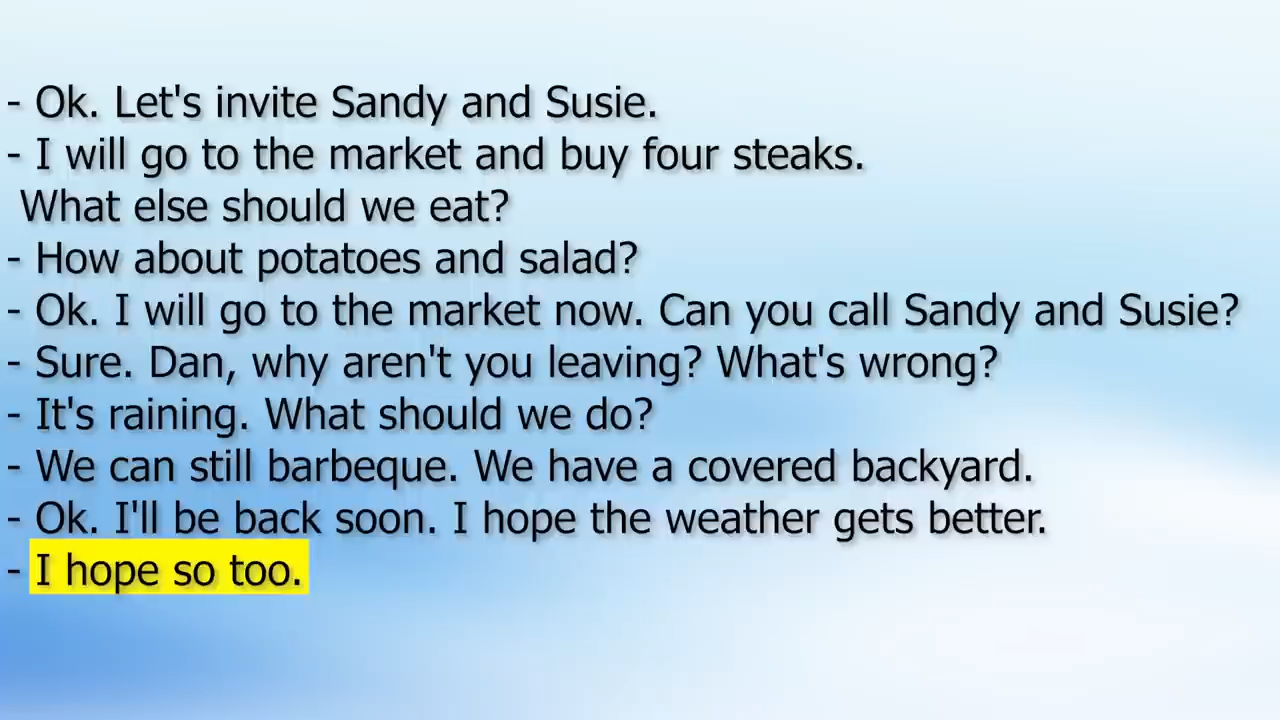 - Ok. Let's invite Sandy and Susie.
- I will go to the market and buy four steaks.
What else should we eat?
- How about potatoes and salad?
- Ok. I will go to the market now. Can you call Sandy and Susie?
- Sure. Dan, why aren't you leaving? What's wrong?
- It's raining. What should we do?
- We can still barbeque. We have a covered backyard.
- Ok. I'll be back soon. I hope the weather gets better.
- I hope so too.